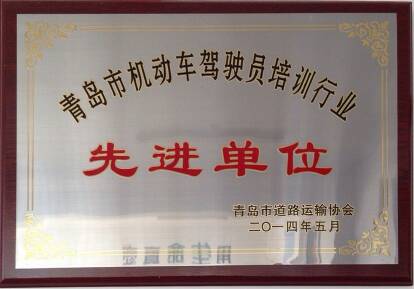 青岛市机动车驾驶员培训行业
先进单位
青岛市道路运输协会
二〇一四年五月